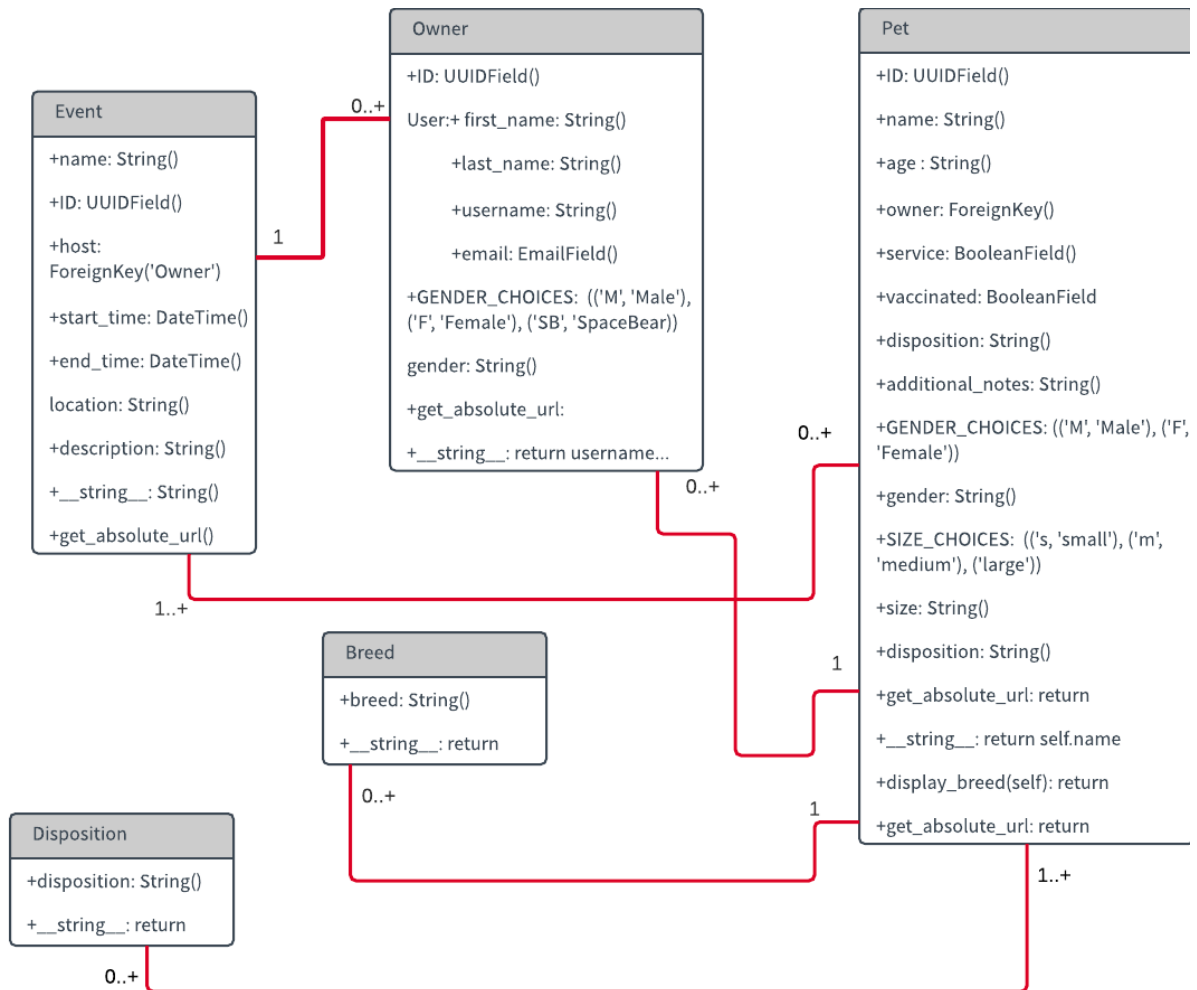 Event
+name: String()
+ID: UUIDField()
+host:
ForeignKey('Owner')
+start_time: DateTime()
+end_time: DateTime()
location: String()
+description: String()
+__string__: String()
+get_absolute_url()
1
0..+
1..+
Owner
+ID: UUIDField()
User:+ first_name: String()
+last_name: String()
+username: String()
+email: EmailField()
+GENDER_CHOICES: (('M', 'Male'),
('F', 'Female'), ('SB', 'SpaceBear))
gender: String()
+get_absolute_url:
+__string__: return username...
0..+
Pet
+ID: UUIDField()
+name: String()
+age : String()
+owner: ForeignKey()
+service: BooleanField()
+vaccinated: BooleanField
+disposition: String()
+additional_notes: String()
+GENDER_CHOICES: (('M', 'Male'), ('F',
'Female'))
+gender: String()
+SIZE_CHOICES: (('s, 'small'), ('m',
'medium'), ('large'))
+size: String()
+disposition: String()
+get_absolute_url: return
+__string__: return self.name
+display_breed(self): return
+get_absolute_url: return
0..+
1
1
1..+
Breed
+breed: String()
+__string__: return
0..+
Disposition
+disposition: String()
+__string__: return
0..+